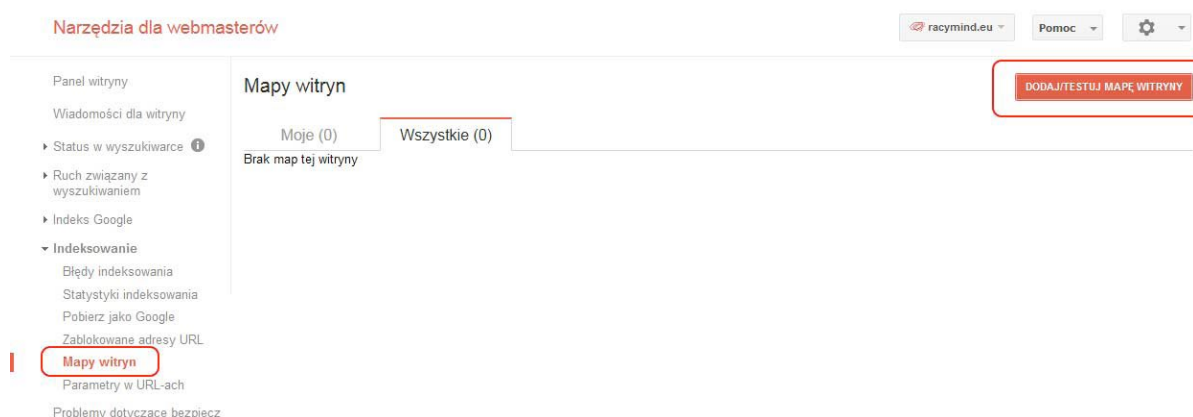 Narzędzia dla webmasterów
racymind.eu
Pomoc
Panel witryny
Wiadomości dla witryny
Status w wyszukiwarce
Ruch związany z
wyszukiwaniem
Indeks Google
Indeksowanie
Błędy indeksowania
Statystyki indeksowania
Pobierz jako Google
Zablokowane adresy URL
Mapy witryn
Parametry w URL-ach
Problemy dotyczące bezpiecz
Mapy witryn
DODAJ/TESTUJ MAPĘ WITRYNY
Moje (0)
Wszystkie (0)
Brak map tej witryny